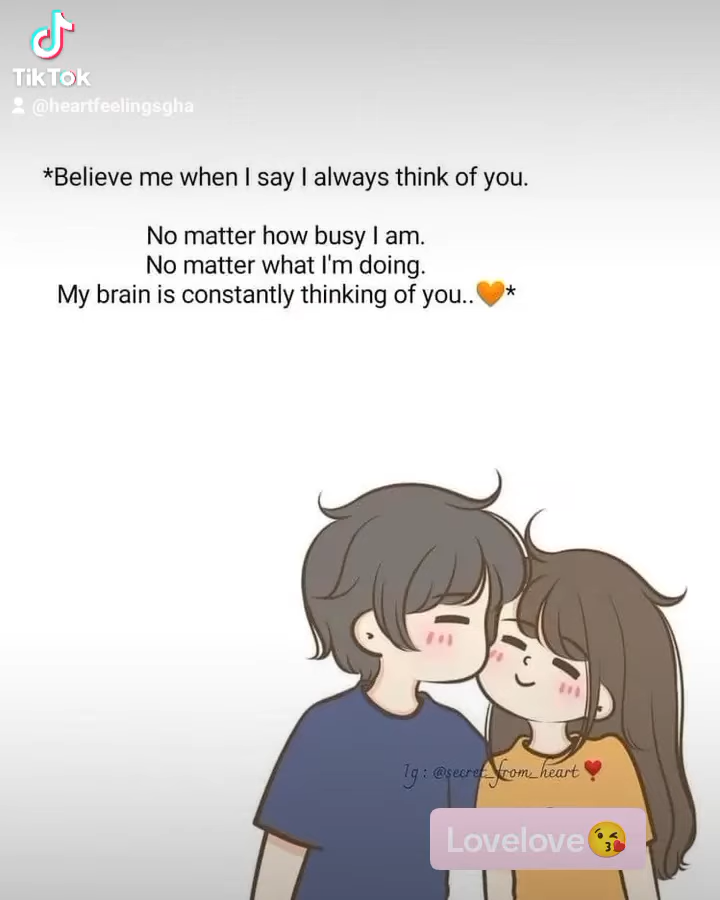 TikTok
@heartfeelingsgha
*Believe me when I say I always think of you.
No matter how busy I am.
No matter what I'm doing.
My brain is constantly thinking of you..🧡*
Ig : @secret_from_heart ❣️
Lovelove😘